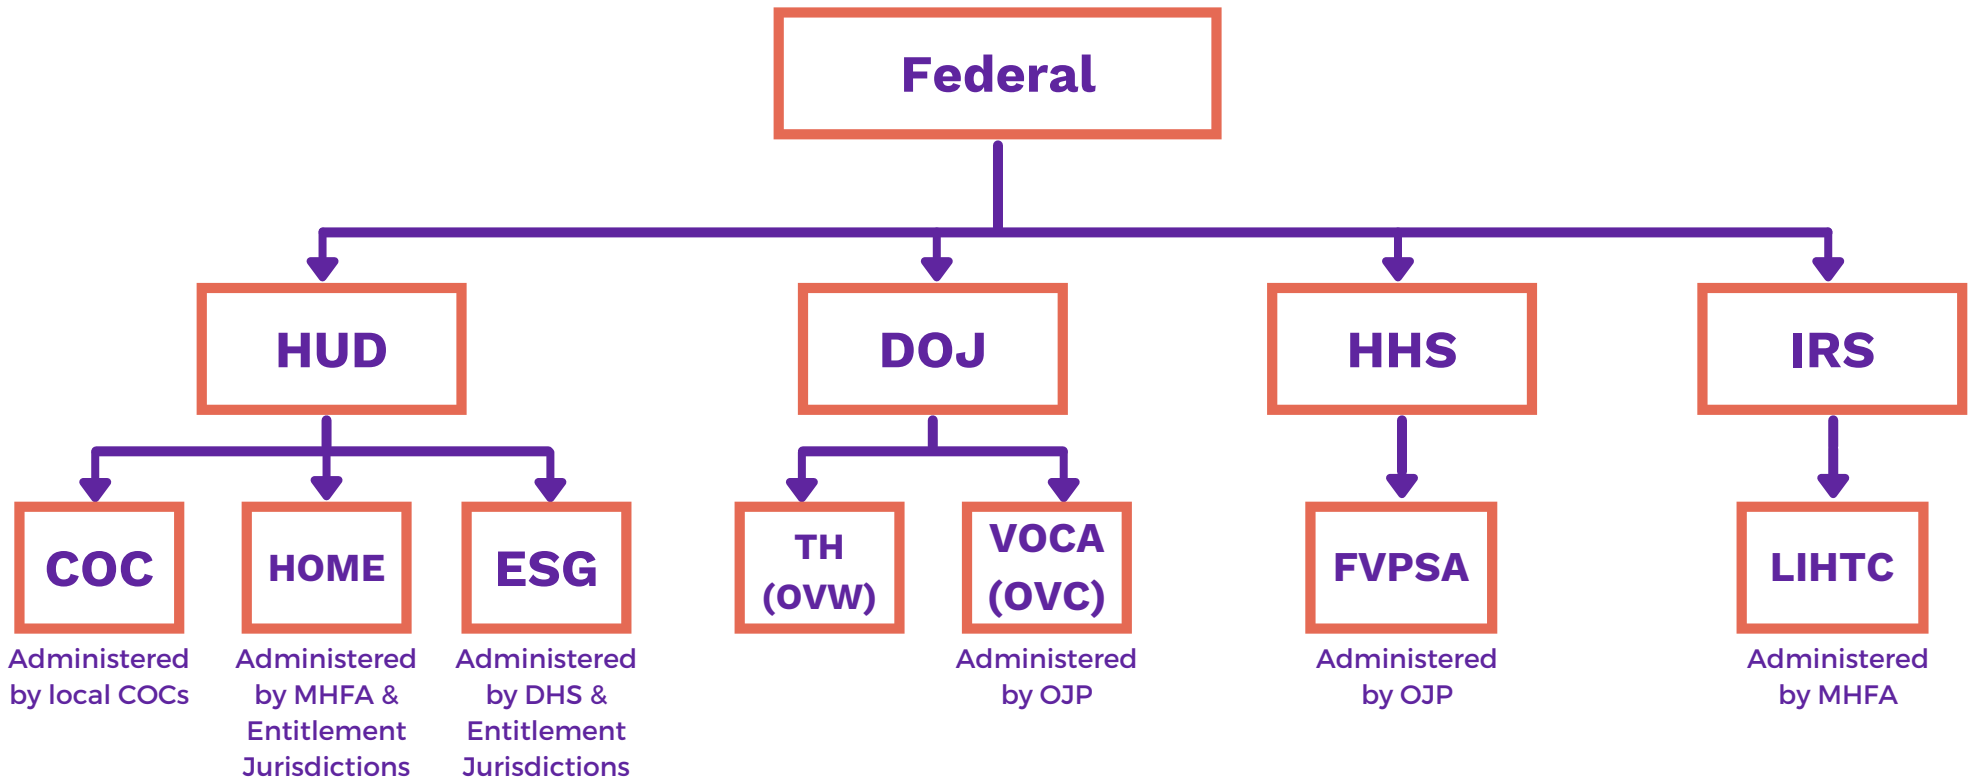 Federal
HUD
DOJ
HHS
IRS
COC
HOME
ESG
TH
(OVW)
VOCA
(OVC)
FVPSA
LIHTC
Administered
by local COCs
Administered
by MHFA &
Entitlement
Jurisdictions
Administered
by DHS &
Entitlement
Jurisdictions
Administered
by OJP
Administered
by OJP
Administered
by MHFA